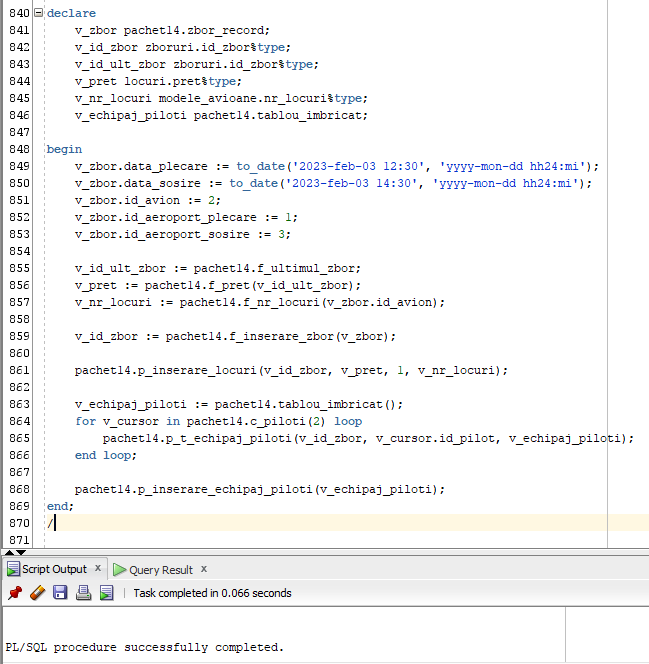 840 declare
841     v_zbor pachet14.zbor_record;
842     v_id_zbor zboruri.id_zbor%type;
843     v_id_ult_zbor zboruri.id_zbor%type;
844     v_pret locuri.pret%type;
845     v_nr_locuri modele_avioane.nr_locuri%type;
846     v_echipaj_piloti pachet14.tablou_imbricat;
847
848 begin
849     v_zbor.data_plecare := to_date('2023-feb-03 12:30', 'yyyy-mon-dd hh24:mi');
850     v_zbor.data_sosire := to_date('2023-feb-03 14:30', 'yyyy-mon-dd hh24:mi');
851     v_zbor.id_avion := 2;
852     v_zbor.id_aeroport_plecare := 1;
853     v_zbor.id_aeroport_sosire := 3;
854
855     v_id_ult_zbor := pachet14.f_ultimul_zbor;
856     v_pret := pachet14.f_pret(v_id_ult_zbor);
857     v_nr_locuri := pachet14.f_nr_locuri(v_zbor.id_avion);
858
859     v_id_zbor := pachet14.f_inserare_zbor(v_zbor);
860
861     pachet14.p_inserare_locuri(v_id_zbor, v_pret, 1, v_nr_locuri);
862
863     v_echipaj_piloti := pachet14.tablou_imbricat();
864     for v_cursor in pachet14.c_piloti(2) loop
865         pachet14.p_t_echipaj_piloti(v_id_zbor, v_cursor.id_pilot, v_echipaj_piloti);
866     end loop;
867
868     pachet14.p_inserare_echipaj_piloti(v_echipaj_piloti);
869 end;
870 /
871
Script Output x Query Result x
Task completed in 0.066 seconds
PL/SQL procedure successfully completed.